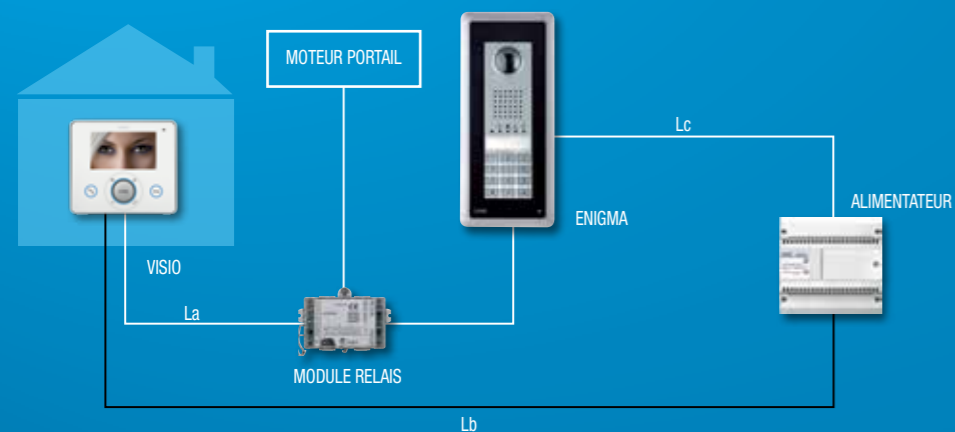 MOTEUR PORTAIL
Lc
ALIMENTATEUR
ENIGMA
VISIO
La
MODULE RELAIS
Lb